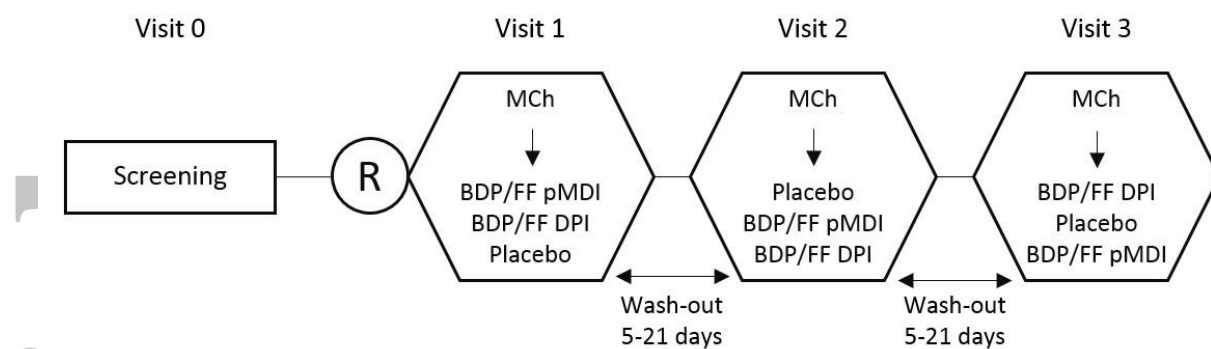 Visit 0
Visit 1
Visit 2
Visit 3
Screening
R
MCh
BDP/FF pMDI
BDP/FF DPI
Placebo
MCh
Placebo
BDP/FF pMDI
BDP/FF DPI
MCh
BDP/FF DPI
Placebo
BDP/FF pMDI
Wash-out
5-21 days
Wash-out
5-21 days